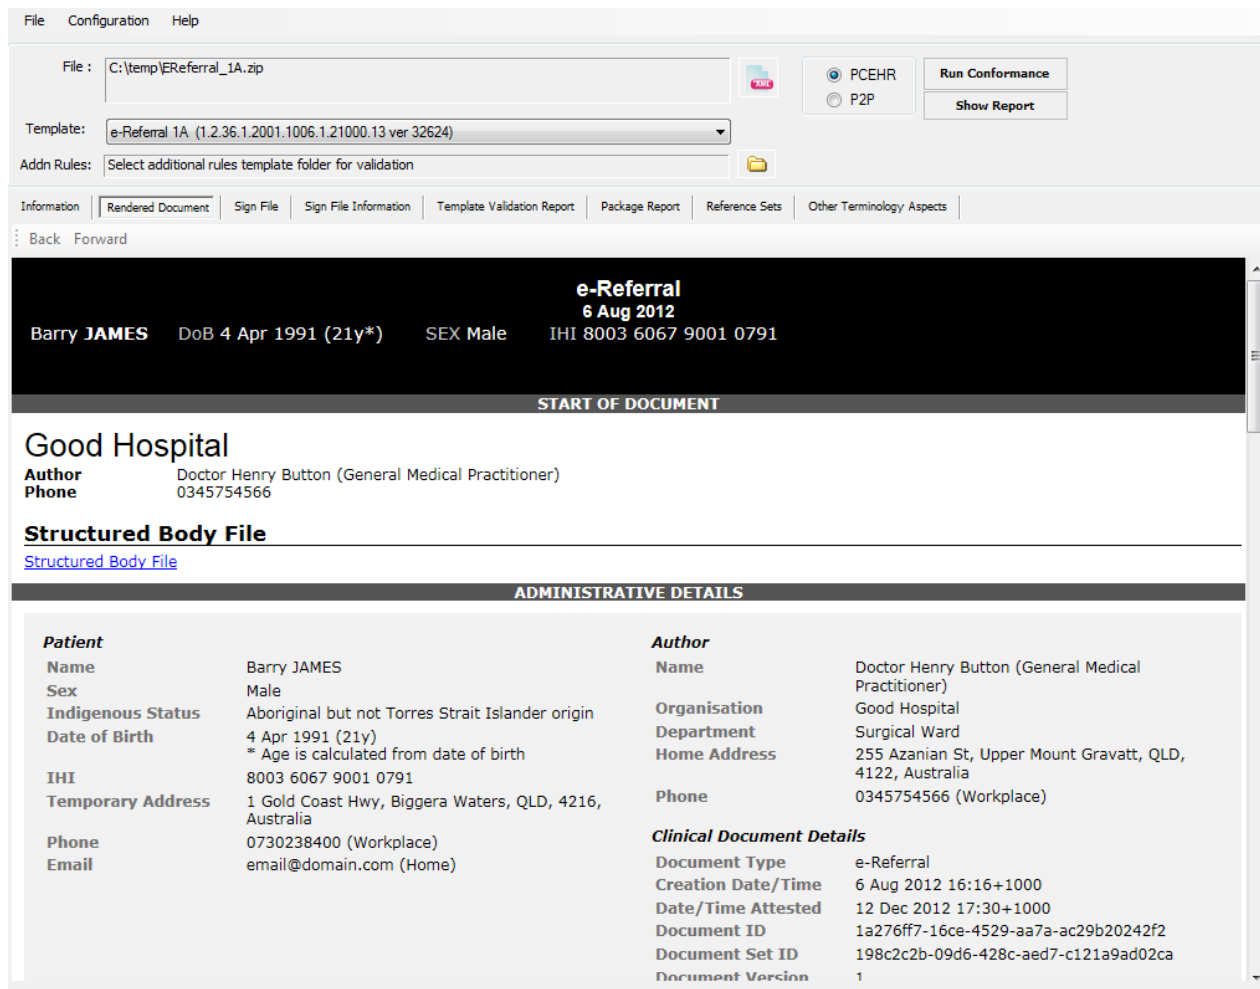 File Configuration Help
File : C:\temp\EReferral_1A.zip
XML
PCEHR
P2P
Run Conformance
Show Report
Template: e-Referral 1A (1.2.36.1.2001.1006.1.21000.13 ver 32624)
Addn Rules: Select additional rules template folder for validation
Information Rendered Document Sign File Sign File Information Template Validation Report Package Report Reference Sets Other Terminology Aspects
Back Forward
e-Referral
6 Aug 2012
Barry JAMES DoB 4 Apr 1991 (21y*) SEX Male IHI 8003 6067 9001 0791
START OF DOCUMENT
Good Hospital
Author Doctor Henry Button (General Medical Practitioner)
Phone 0345754566
Structured Body File
Structured Body File
ADMINISTRATIVE DETAILS
Patient
Name Barry JAMES
Sex Male
Indigenous Status Aboriginal but not Torres Strait Islander origin
Date of Birth 4 Apr 1991 (21y)
* Age is calculated from date of birth
IHI 8003 6067 9001 0791
Temporary Address 1 Gold Coast Hwy, Biggera Waters, QLD, 4216,
Australia
Phone 0730238400 (Workplace)
Email email@domain.com (Home)
Author
Name Doctor Henry Button (General Medical
Practitioner)
Organisation Good Hospital
Department Surgical Ward
Home Address 255 Azanian St, Upper Mount Gravatt, QLD,
4122, Australia
Phone 0345754566 (Workplace)
Clinical Document Details
Document Type e-Referral
Creation Date/Time 6 Aug 2012 16:16+1000
Date/Time Attested 12 Dec 2012 17:30+1000
Document ID 1a276ff7-16ce-4529-aa7a-ac29b20242f2
Document Set ID 198c2c2b-09d6-428c-aed7-c121a9ad02ca
Document Version 1